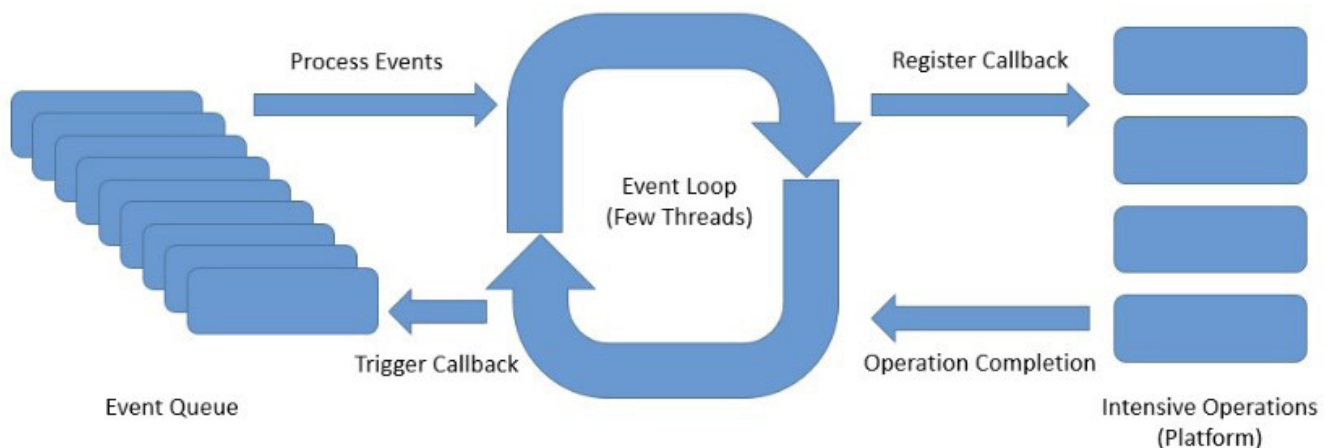 Process Events
Register Callback
Event Loop
(Few Threads)
Trigger Callback
Operation Completion
Event Queue
Intensive Operations
(Platform)